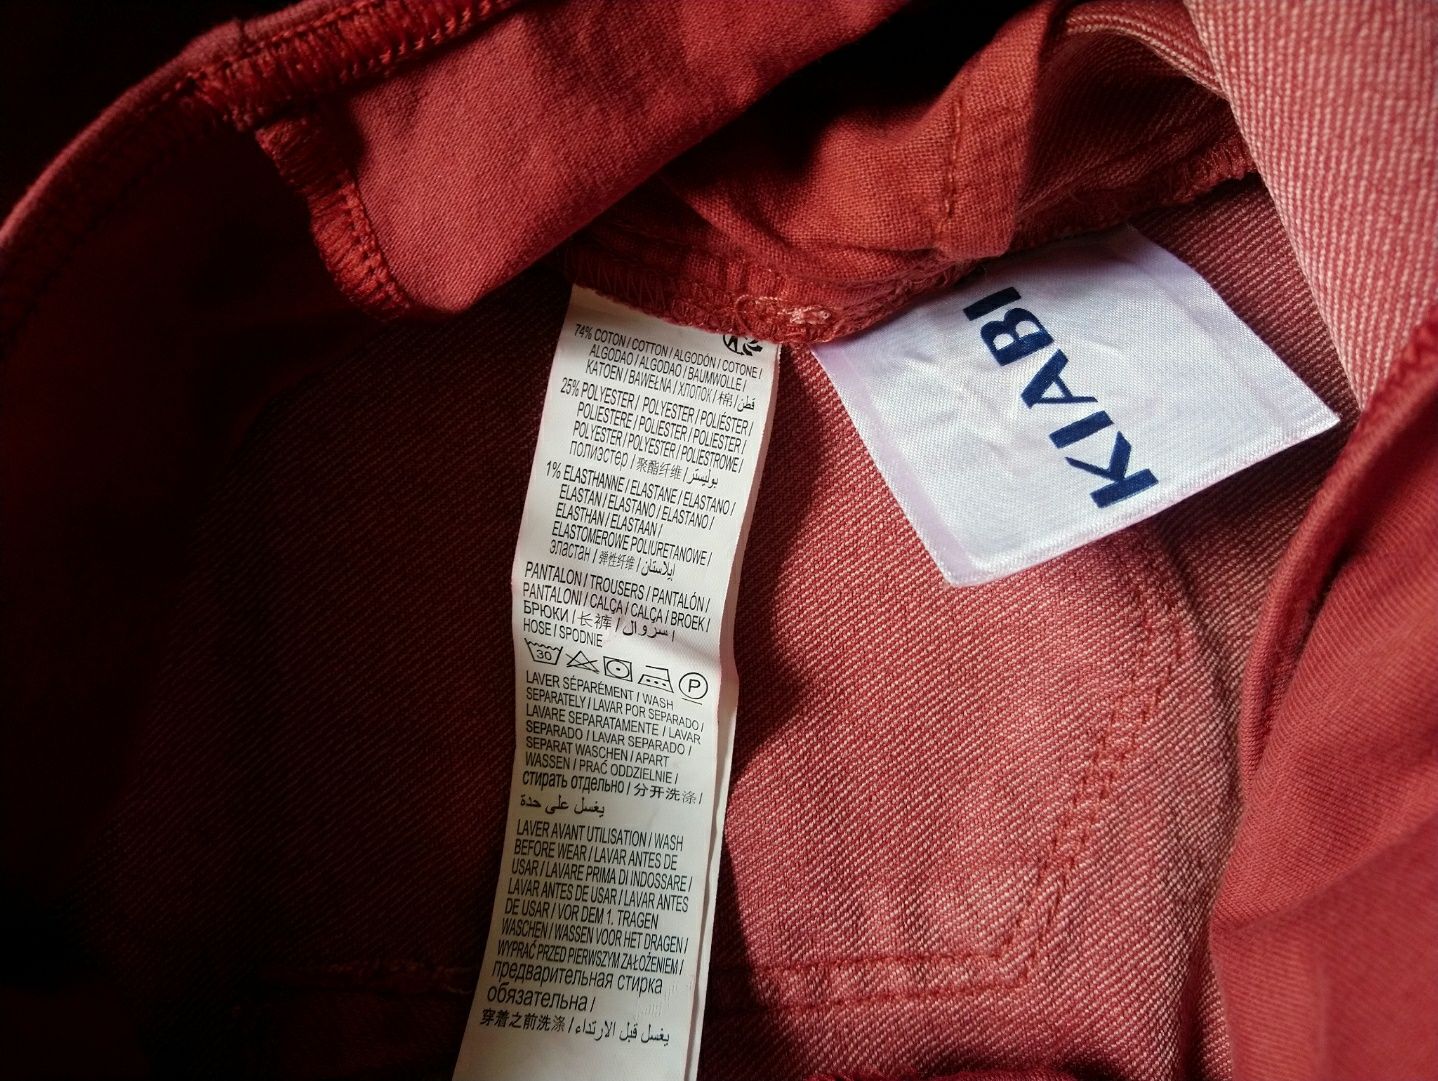 74% COTON / COTTON / ALGODÓN / COTONE /
ALGODAO / ALGODAO / BAUMWOLLE /
KATOEN / BAWEŁNA / ХЛОПОК / 棉 / قطن
25% POLYESTER / POLYESTER / POLIÉSTER /
POLIESTERE / POLIESTER / POLIESTER /
POLYESTER / POLYESTER / POLIESTROWE /
полиэстер / 聚酯纤维 / بوليستر
1% ELASTHANNE / ELASTANE / ELASTANO /
ELASTAN / ELASTANO / ELASTANO /
ELASTHAN / ELASTAAN /
ELASTOMEROWE POLIURETANOWE /
эластан / 弹性纤维 / إيلاستان
PANTALON / TROUSERS / PANTALÓN /
PANTALONI / CALÇA / CALÇA / BROEK /
БРЮКИ / 长裤 / سروال /
HOSE / SPODNIE
30 P
LAVER SÉPARÉMENT / WASH
SEPARATELY / LAVAR POR SEPARADO /
LAVARE SEPARATAMENTE / LAVAR
SEPARADO / LAVAR SEPARADO /
SEPARAT WASCHEN / APART
WASSEN / PRAĆ ODDZIELNIE /
стирать отдельно / 分开洗涤 /
يغسل على حدة
LAVER AVANT UTILISATION / WASH
BEFORE WEAR / LAVAR ANTES DE
USAR / LAVARE PRIMA DI INDOSSARE /
LAVAR ANTES DE USAR / LAVAR ANTES
DE USAR / VOR DEM 1. TRAGEN
WASCHEN / WASSEN VOOR HET DRAGEN /
WYPRAĆ PRZED PIERWSZYM ZAŁOŻENIEM /
предварительная стирка
обязательна /
穿着之前洗涤 / يغسل قبل الارتداء
KIABI